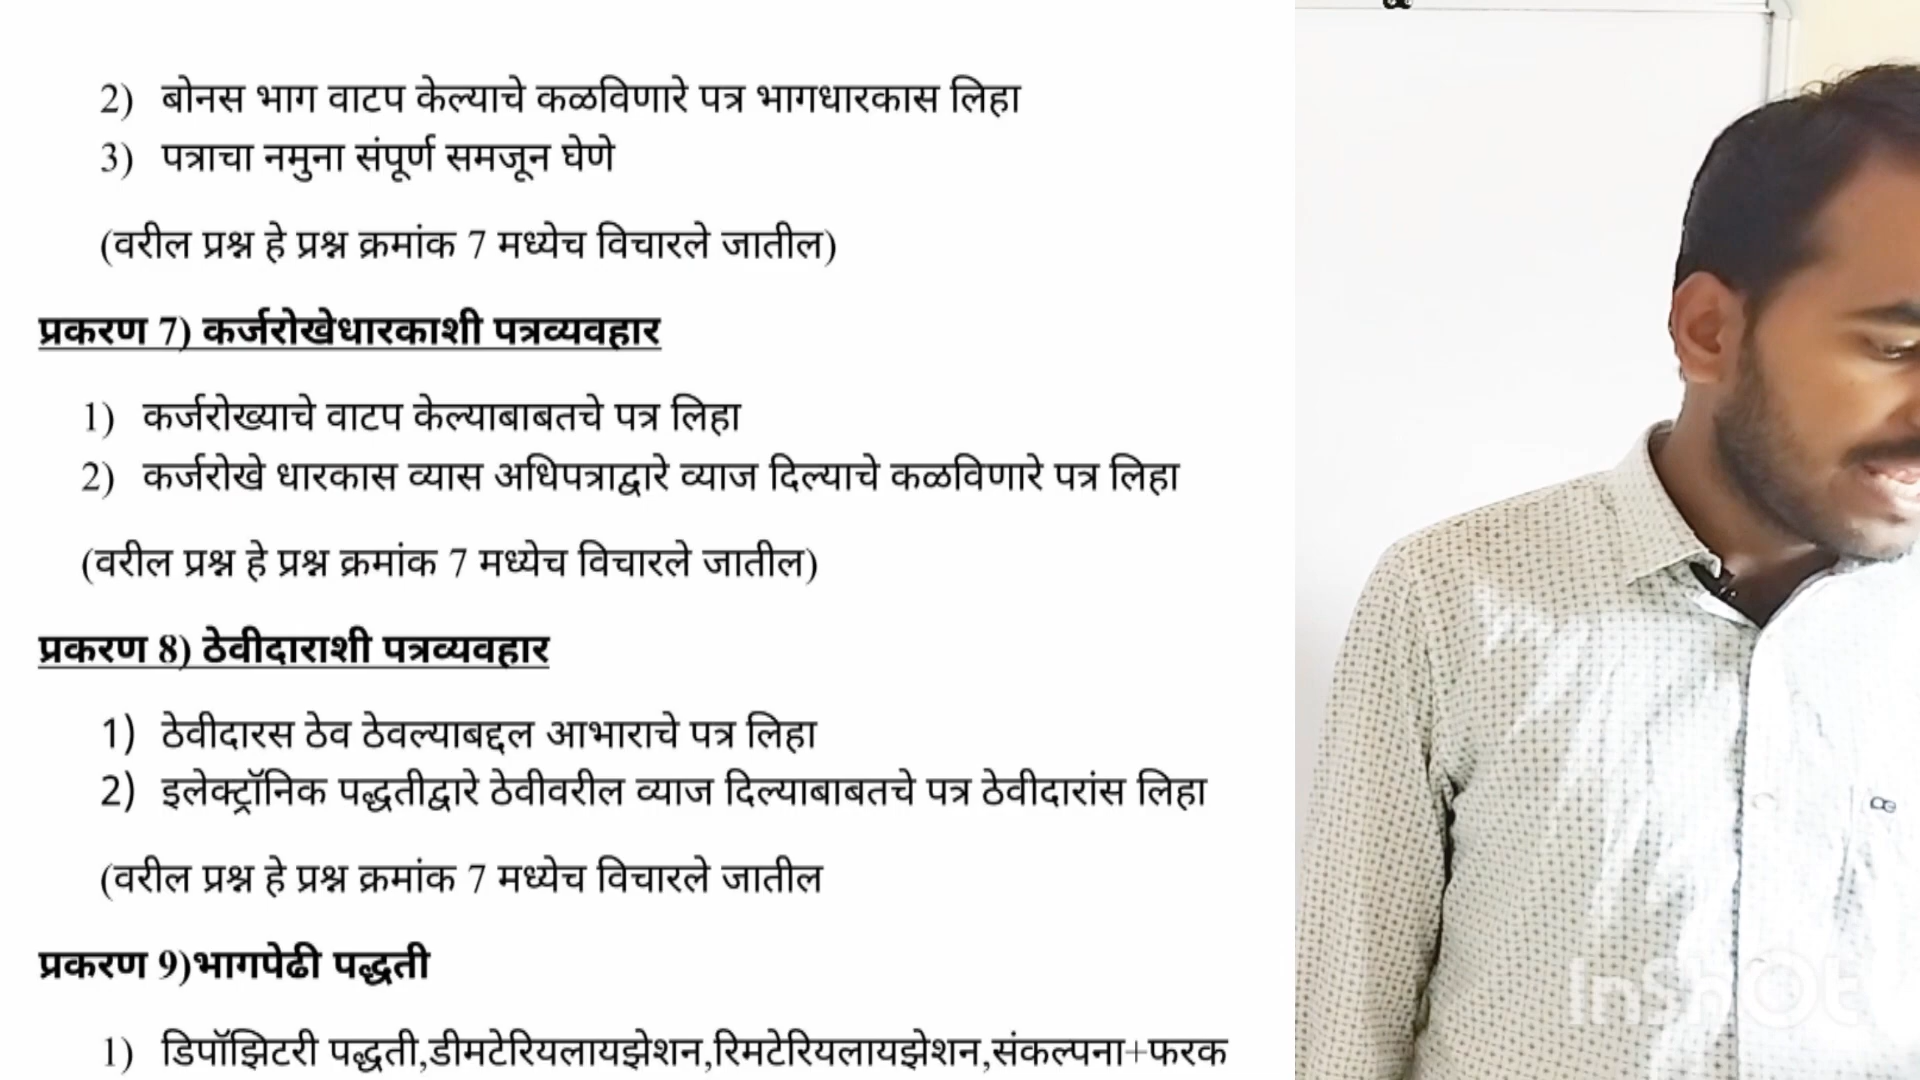 2) बोनस भाग वाटप केल्याचे कळविणारे पत्र भागधारकास लिहा
3) पत्राचा नमुना संपूर्ण समजून घेणे
(वरील प्रश्न हे प्रश्न क्रमांक 7 मध्येच विचारले जातील)
प्रकरण 7) कर्जरोखेधारकाशी पत्रव्यवहार
1) कर्जरोख्याचे वाटप केल्याबाबतचे पत्र लिहा
2) कर्जरोखे धारकास व्यास अधिपत्राद्वारे व्याज दिल्याचे कळविणारे पत्र लिहा
(वरील प्रश्न हे प्रश्न क्रमांक 7 मध्येच विचारले जातील)
प्रकरण 8) ठेवीदाराशी पत्रव्यवहार
1) ठेवीदारस ठेव ठेवल्याबद्दल आभाराचे पत्र लिहा
2) इलेक्ट्रॉनिक पद्धतीद्वारे ठेवीवरील व्याज दिल्याबाबतचे पत्र ठेवीदारांस लिहा
(वरील प्रश्न हे प्रश्न क्रमांक 7 मध्येच विचारले जातील
प्रकरण 9)भागपेढी पद्धती
1) डिपॉझिटरी पद्धती,डीमटेरियलायझेशन,रिमटेरियलायझेशन,संकल्पना+फरक
InShOt